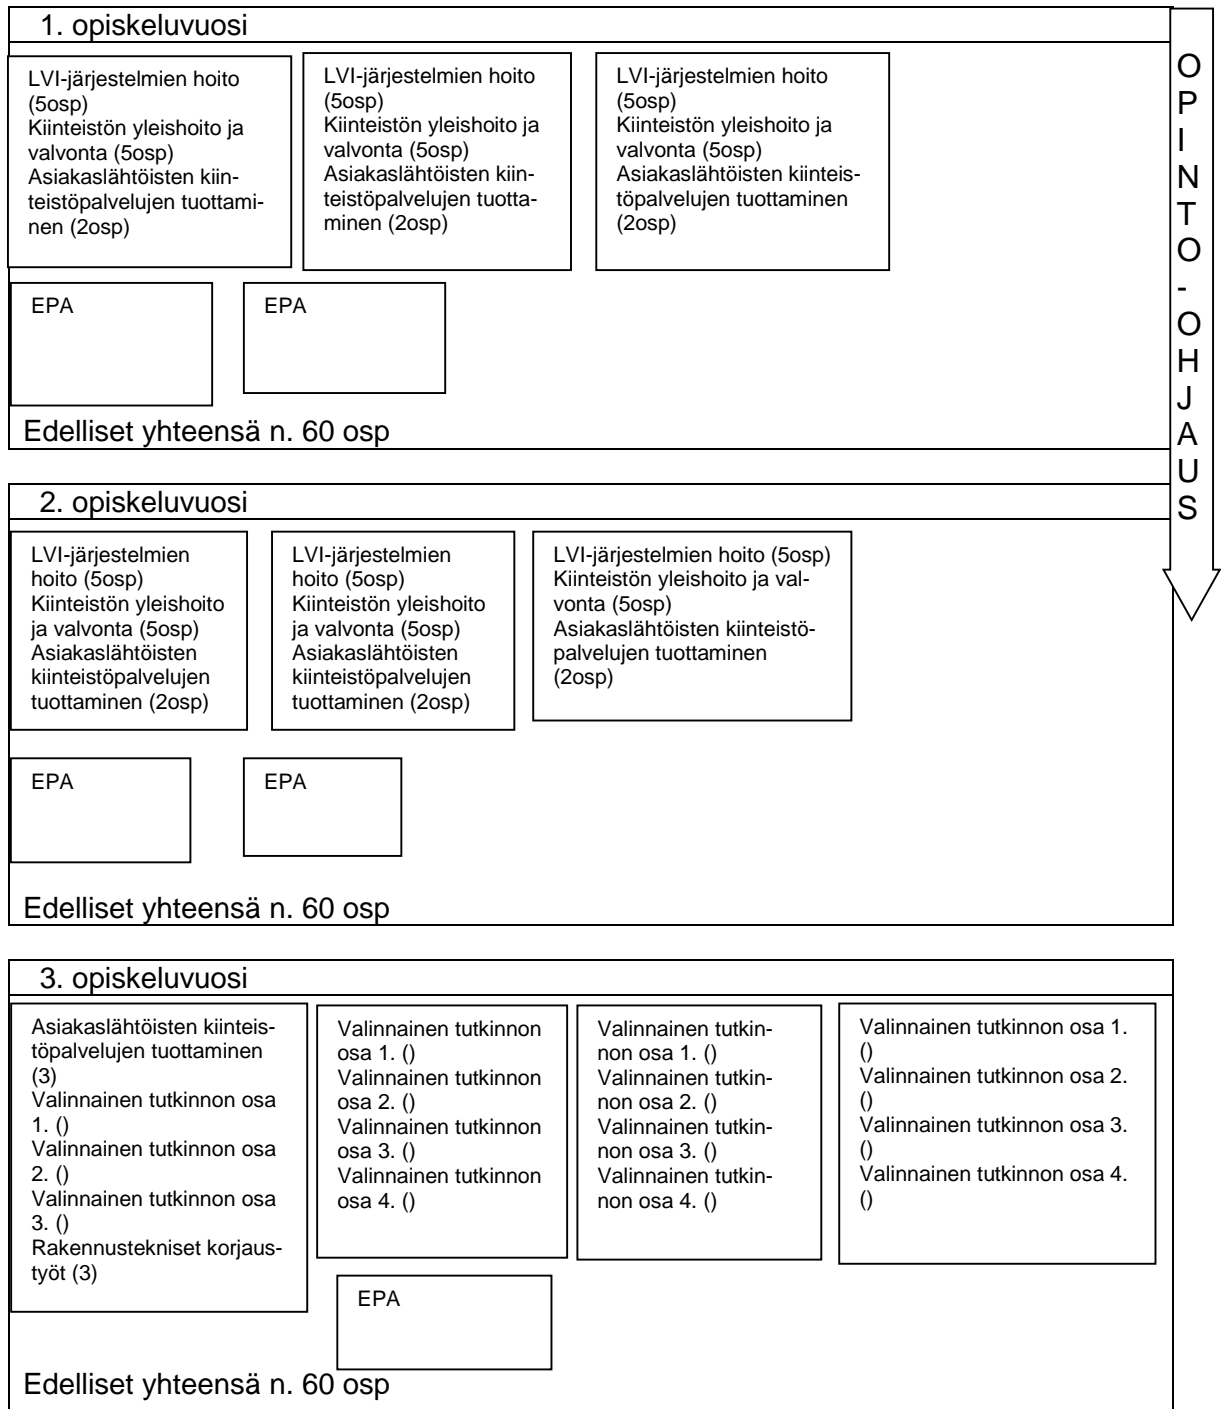 1. opiskeluvuosi
LVI-järjestelmien hoito
(5osp)
Kiinteistön yleishoito ja
valvonta (5osp)
Asiakaslähtöisten kiin-
teistöpalvelujen tuottami-
nen (2osp)
LVI-järjestelmien hoito
(5osp)
Kiinteistön yleishoito ja
valvonta (5osp)
Asiakaslähtöisten kiin-
teistöpalvelujen tuotta-
minen (2osp)
LVI-järjestelmien hoito
(5osp)
Kiinteistön yleishoito ja
valvonta (5osp)
Asiakaslähtöisten kiinteis-
töpalvelujen tuottaminen
(2osp)
EPA
EPA
Edelliset yhteensä n. 60 osp
O
P
I
N
T
O
-
O
H
J
A
U
S
2. opiskeluvuosi
LVI-järjestelmien
hoito (5osp)
Kiinteistön yleishoito
ja valvonta (5osp)
Asiakaslähtöisten
kiinteistöpalvelujen
tuottaminen (2osp)
LVI-järjestelmien
hoito (5osp)
Kiinteistön yleishoito
ja valvonta (5osp)
Asiakaslähtöisten
kiinteistöpalvelujen
tuottaminen (2osp)
LVI-järjestelmien hoito (5osp)
Kiinteistön yleishoito ja val-
vonta (5osp)
Asiakaslähtöisten kiinteistö-
palvelujen tuottaminen
(2osp)
EPA
EPA
Edelliset yhteensä n. 60 osp
3. opiskeluvuosi
Asiakaslähtöisten kiinteis-
töpalvelujen tuottaminen
(3)
Valinnainen tutkinnon osa
1. ()
Valinnainen tutkinnon osa
2. ()
Valinnainen tutkinnon osa
3. ()
Rakennustekniset korjaus-
työt (3)
Valinnainen tutkinnon
osa 1. ()
Valinnainen tutkinnon
osa 2. ()
Valinnainen tutkinnon
osa 3. ()
Valinnainen tutkinnon
osa 4. ()
Valinnainen tutkin-
non osa 1. ()
Valinnainen tutkin-
non osa 2. ()
Valinnainen tutkin-
non osa 3. ()
Valinnainen tutkin-
non osa 4. ()
Valinnainen tutkinnon osa 1.
()
Valinnainen tutkinnon osa 2.
()
Valinnainen tutkinnon osa 3.
()
Valinnainen tutkinnon osa 4.
()
EPA
Edelliset yhteensä n. 60 osp